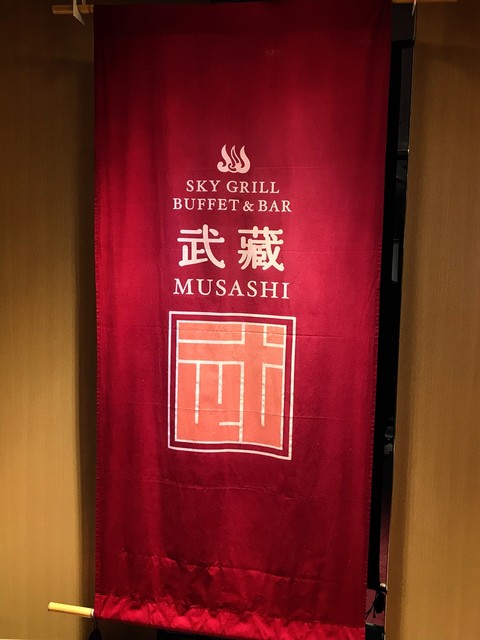 SKY GRILL
BUFFET & BAR
武藏
MUSASHI